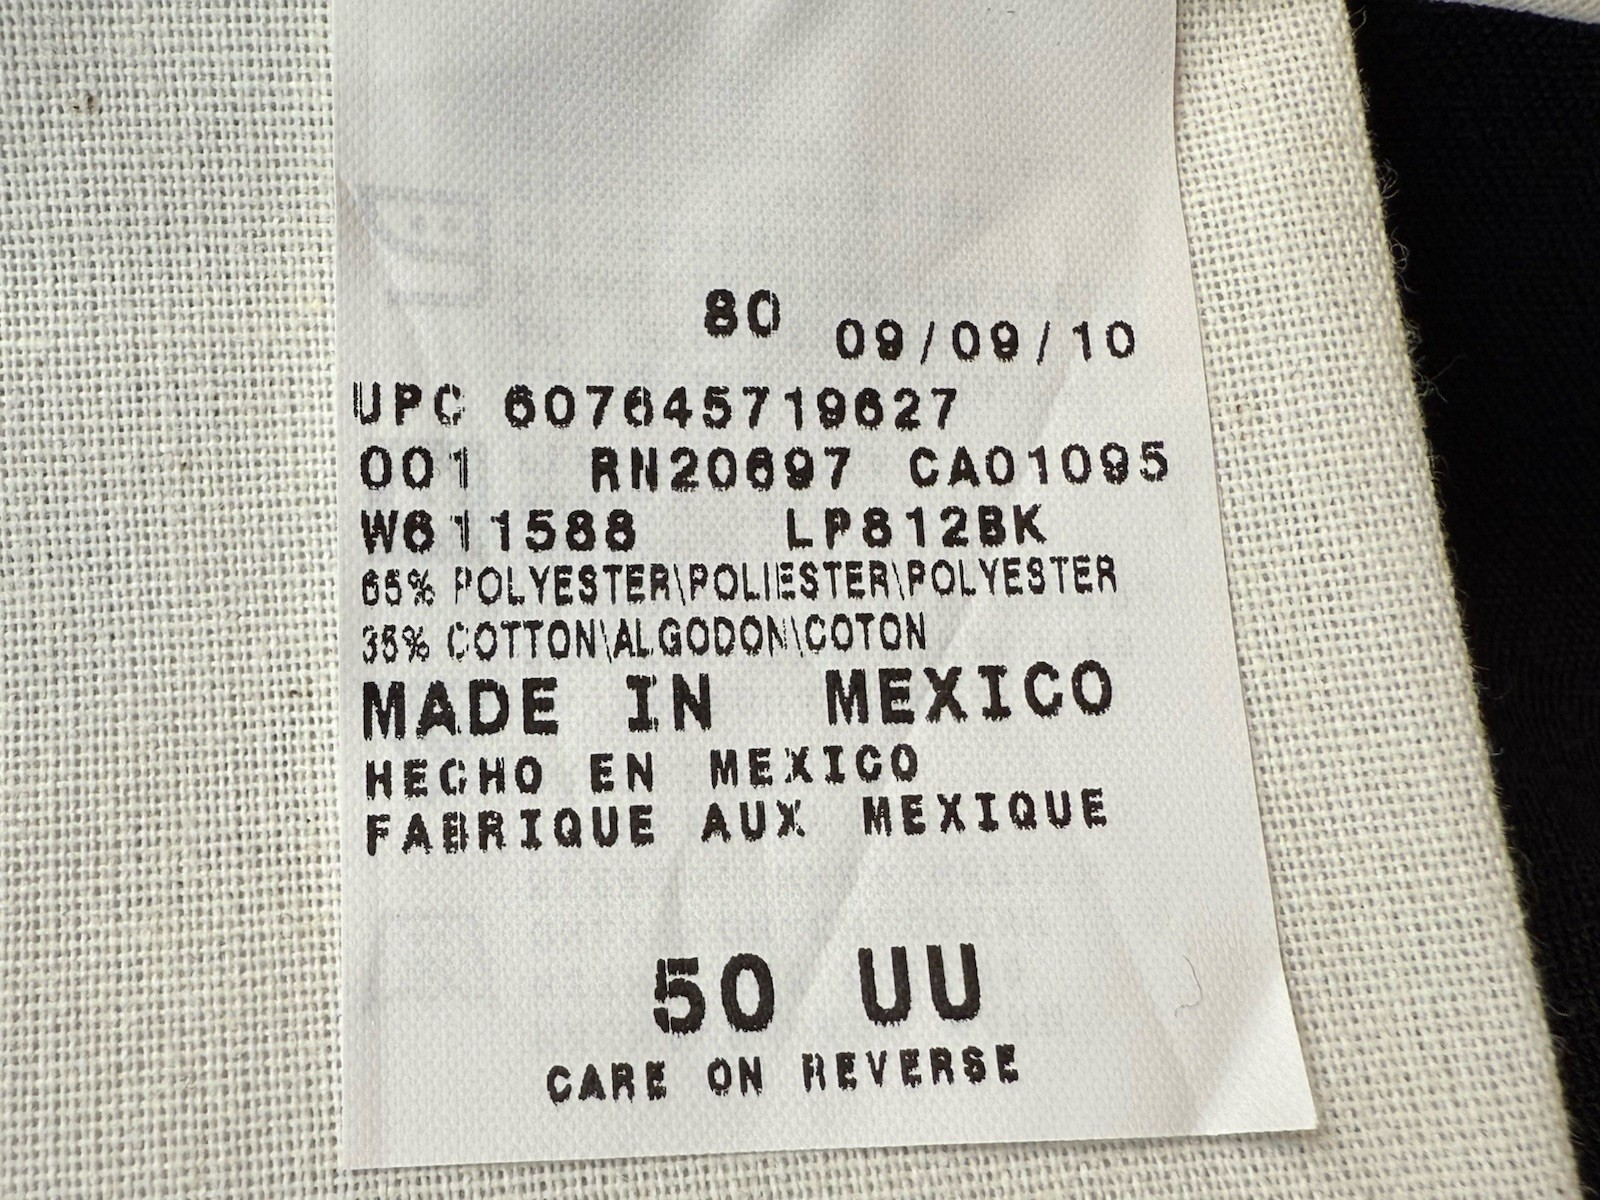 80 09/09/10
UPC 607645719627
001 RN20697 CA01095
W611588 LP812BK
65% POLYESTER\POLIESTER\POLYESTER
35% COTTON\ALGODON\COTON
MADE IN MEXICO
HECHO EN MEXICO
FABRIQUE AUX MEXIQUE
50 UU
CARE ON REVERSE